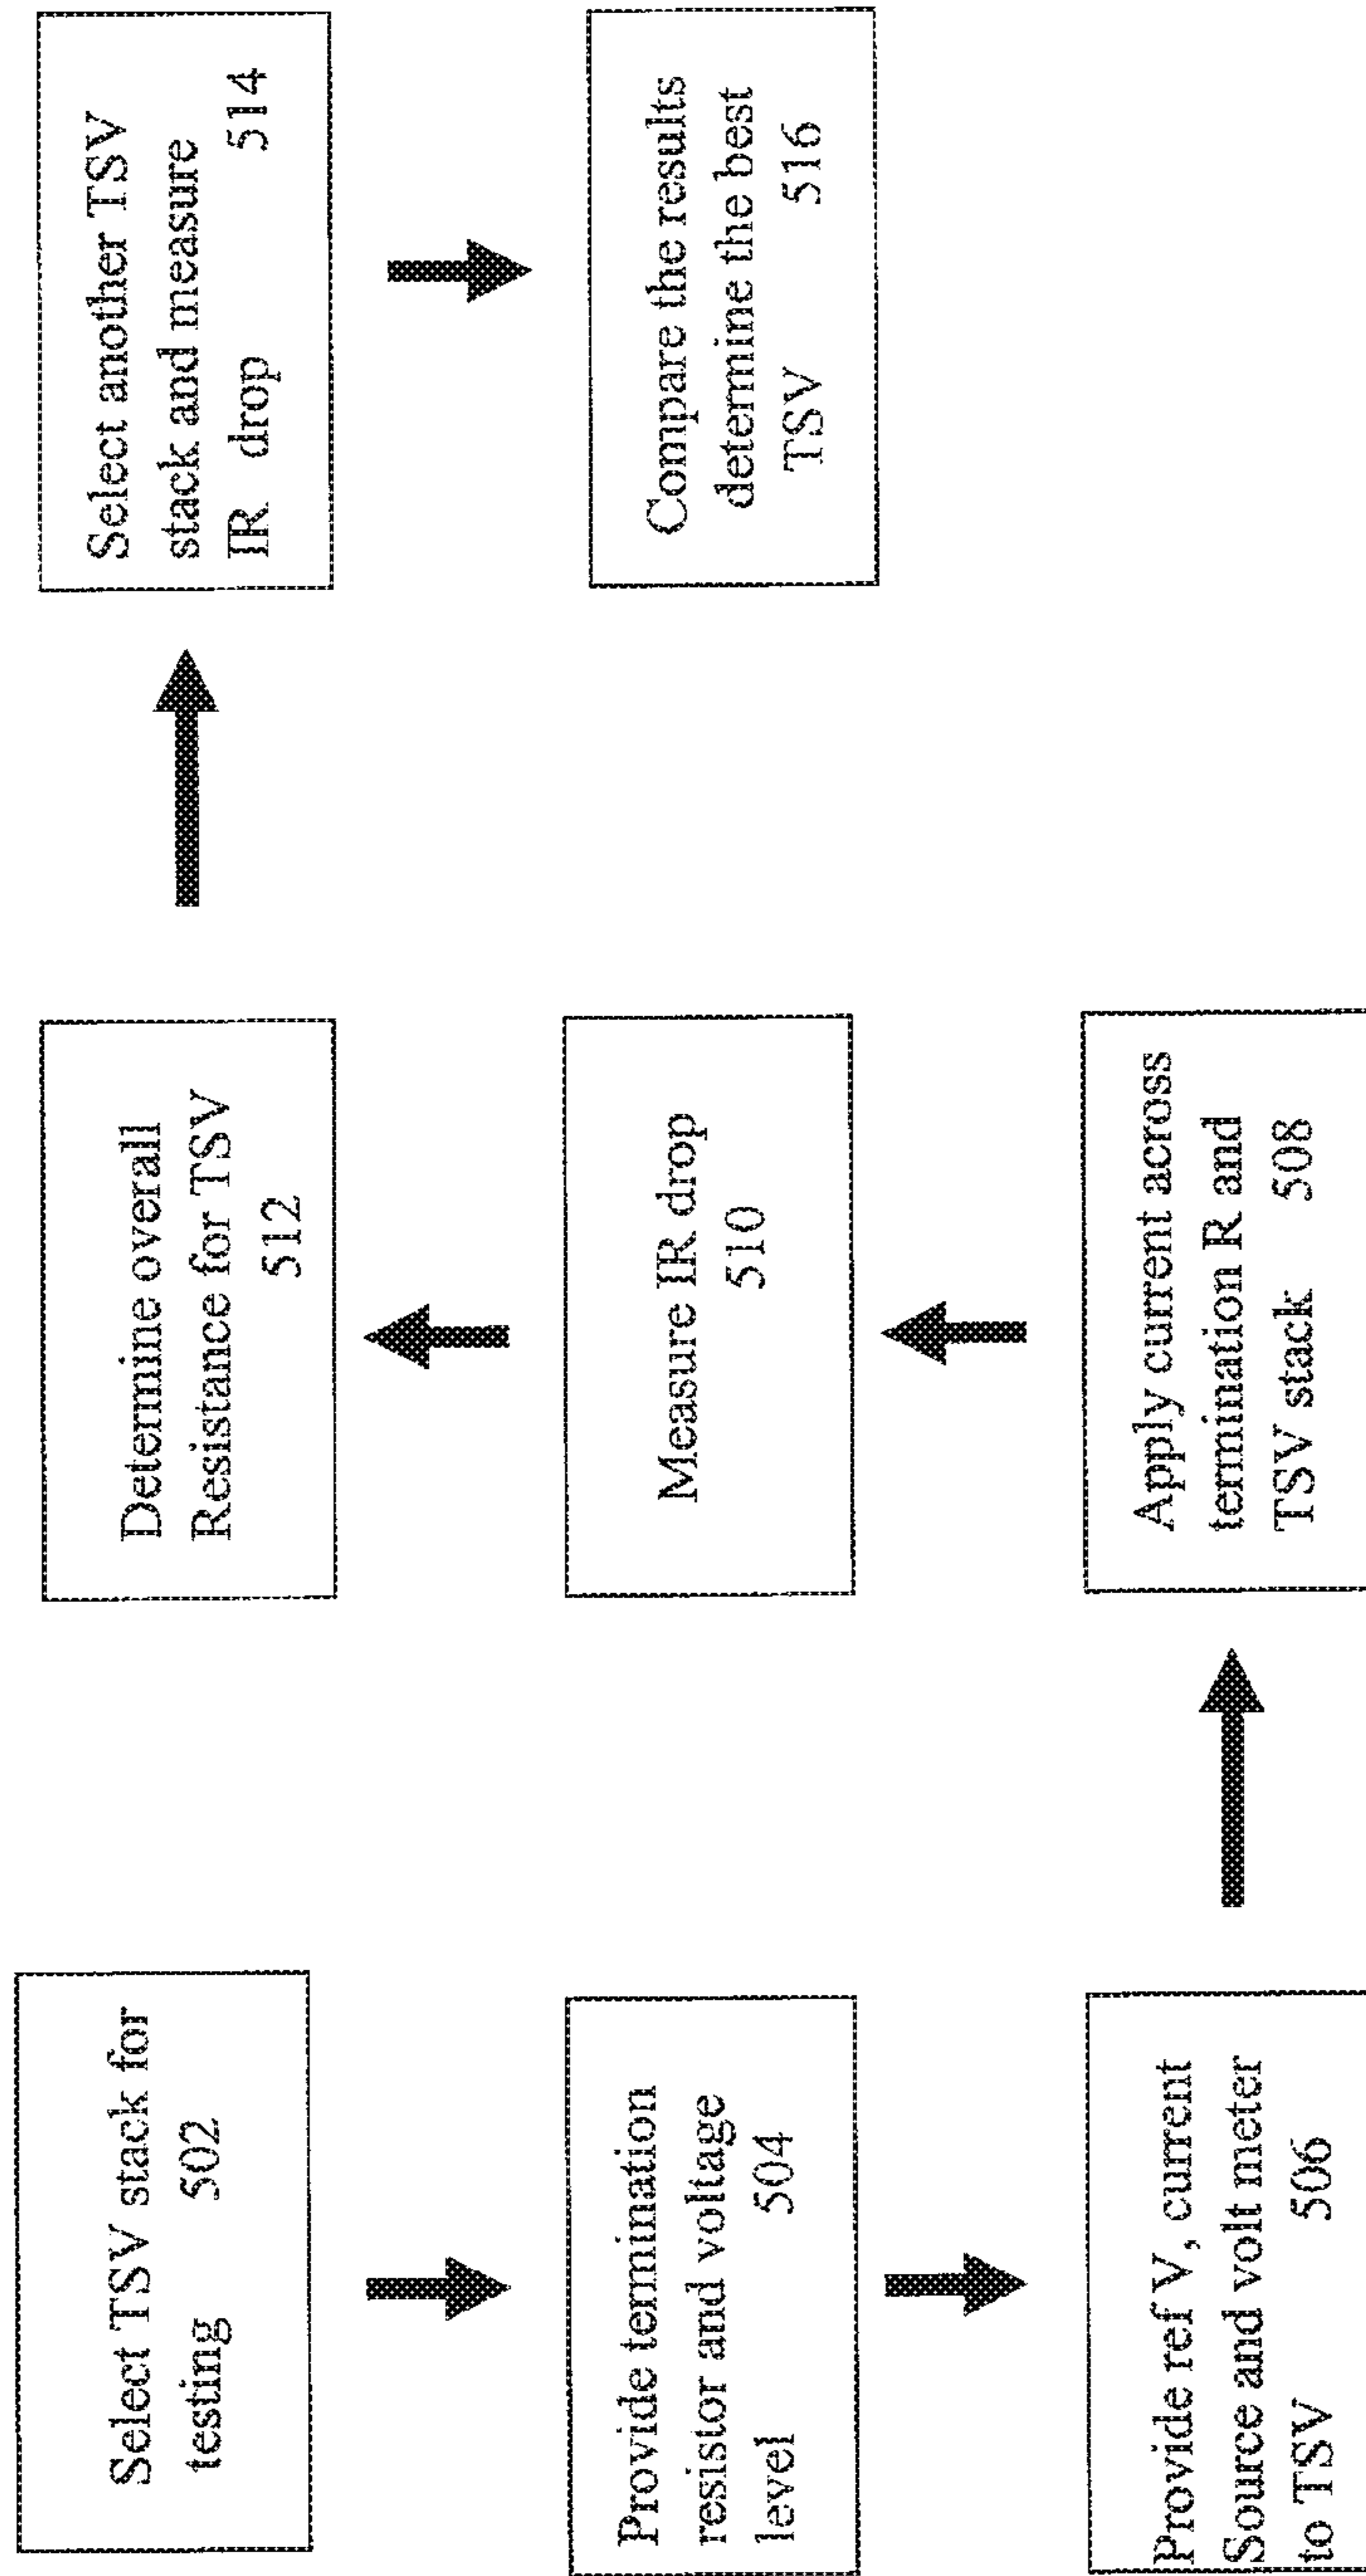 Select TSV stack for
testing 502
Provide termination
resistor and voltage
level 504
Provide ref V, current
Source and volt meter
to TSV 506
Apply current across
termination R and
TSV stack 508
Measure IR drop
510
Determine overall
Resistance for TSV
512
Select another TSV
stack and measure
IR drop 514
Compare the results
determine the best
TSV 516